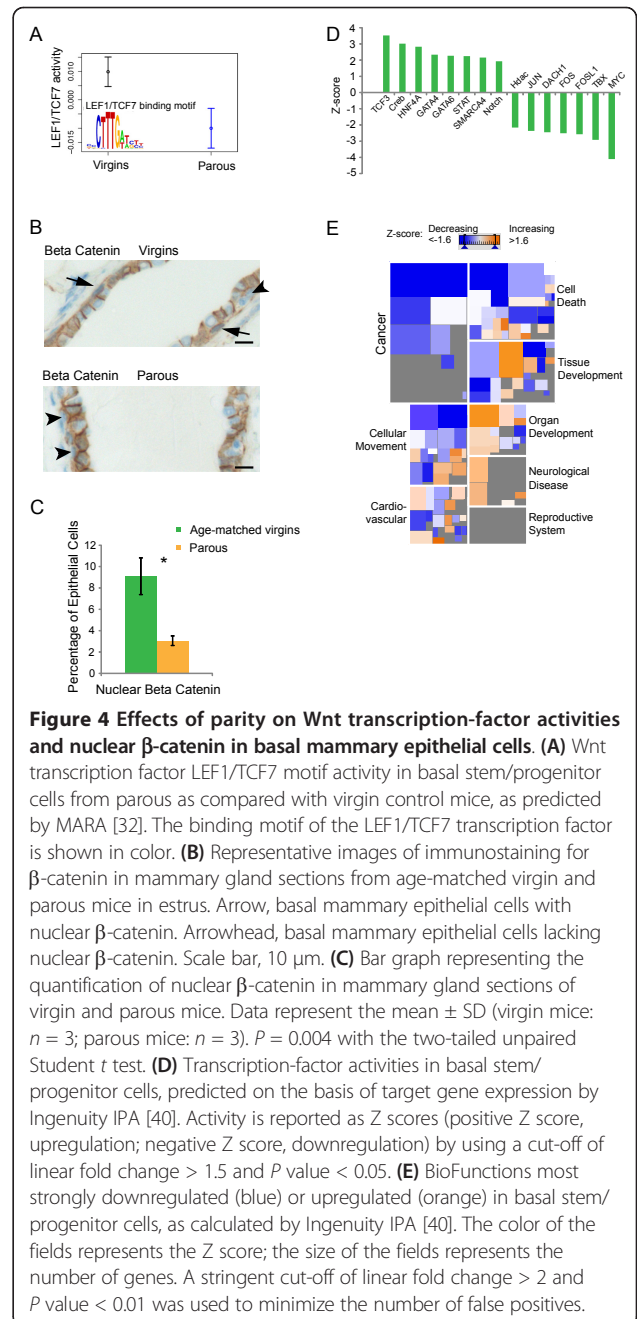 A
LEF1/TCF7 activity
0.010
0.000
-0.015
LEF1/TCF7 binding motif
Virgins
Parous
B
Beta Catenin Virgins
Beta Catenin Parous
C
Age-matched virgins
Parous
Percentage of Epithelial Cells
12
10
8
6
4
2
0
*
Nuclear Beta Catenin
D
Z-score
4
3
2
1
0
-1
-2
-3
-4
-5
TCF3
Creb
HNF4A
GATA4
GATA6
STAT
SMARCA4
Notch
Hdac
JUN
DACH1
FOS
FOSL1
TBX
MYC
E
Z-score: Decreasing Increasing
<-1.6 >1.6
Cancer
Cell
Death
Tissue
Development
Cellular
Movement
Organ
Development
Neurological
Disease
Cardio-
vascular
Reproductive
System
Figure 4 Effects of parity on Wnt transcription-factor activities
and nuclear β-catenin in basal mammary epithelial cells. (A) Wnt
transcription factor LEF1/TCF7 motif activity in basal stem/progenitor
cells from parous as compared with virgin control mice, as predicted
by MARA [32]. The binding motif of the LEF1/TCF7 transcription factor
is shown in color. (B) Representative images of immunostaining for
β-catenin in mammary gland sections from age-matched virgin and
parous mice in estrus. Arrow, basal mammary epithelial cells with
nuclear β-catenin. Arrowhead, basal mammary epithelial cells lacking
nuclear β-catenin. Scale bar, 10 μm. (C) Bar graph representing the
quantification of nuclear β-catenin in mammary gland sections of
virgin and parous mice. Data represent the mean ± SD (virgin mice:
n = 3; parous mice: n = 3). P = 0.004 with the two-tailed unpaired
Student t test. (D) Transcription-factor activities in basal stem/
progenitor cells, predicted on the basis of target gene expression by
Ingenuity IPA [40]. Activity is reported as Z scores (positive Z score,
upregulation; negative Z score, downregulation) by using a cut-off of
linear fold change > 1.5 and P value < 0.05. (E) BioFunctions most
strongly downregulated (blue) or upregulated (orange) in basal stem/
progenitor cells, as calculated by Ingenuity IPA [40]. The color of the
fields represents the Z score; the size of the fields represents the
number of genes. A stringent cut-off of linear fold change > 2 and
P value < 0.01 was used to minimize the number of false positives.